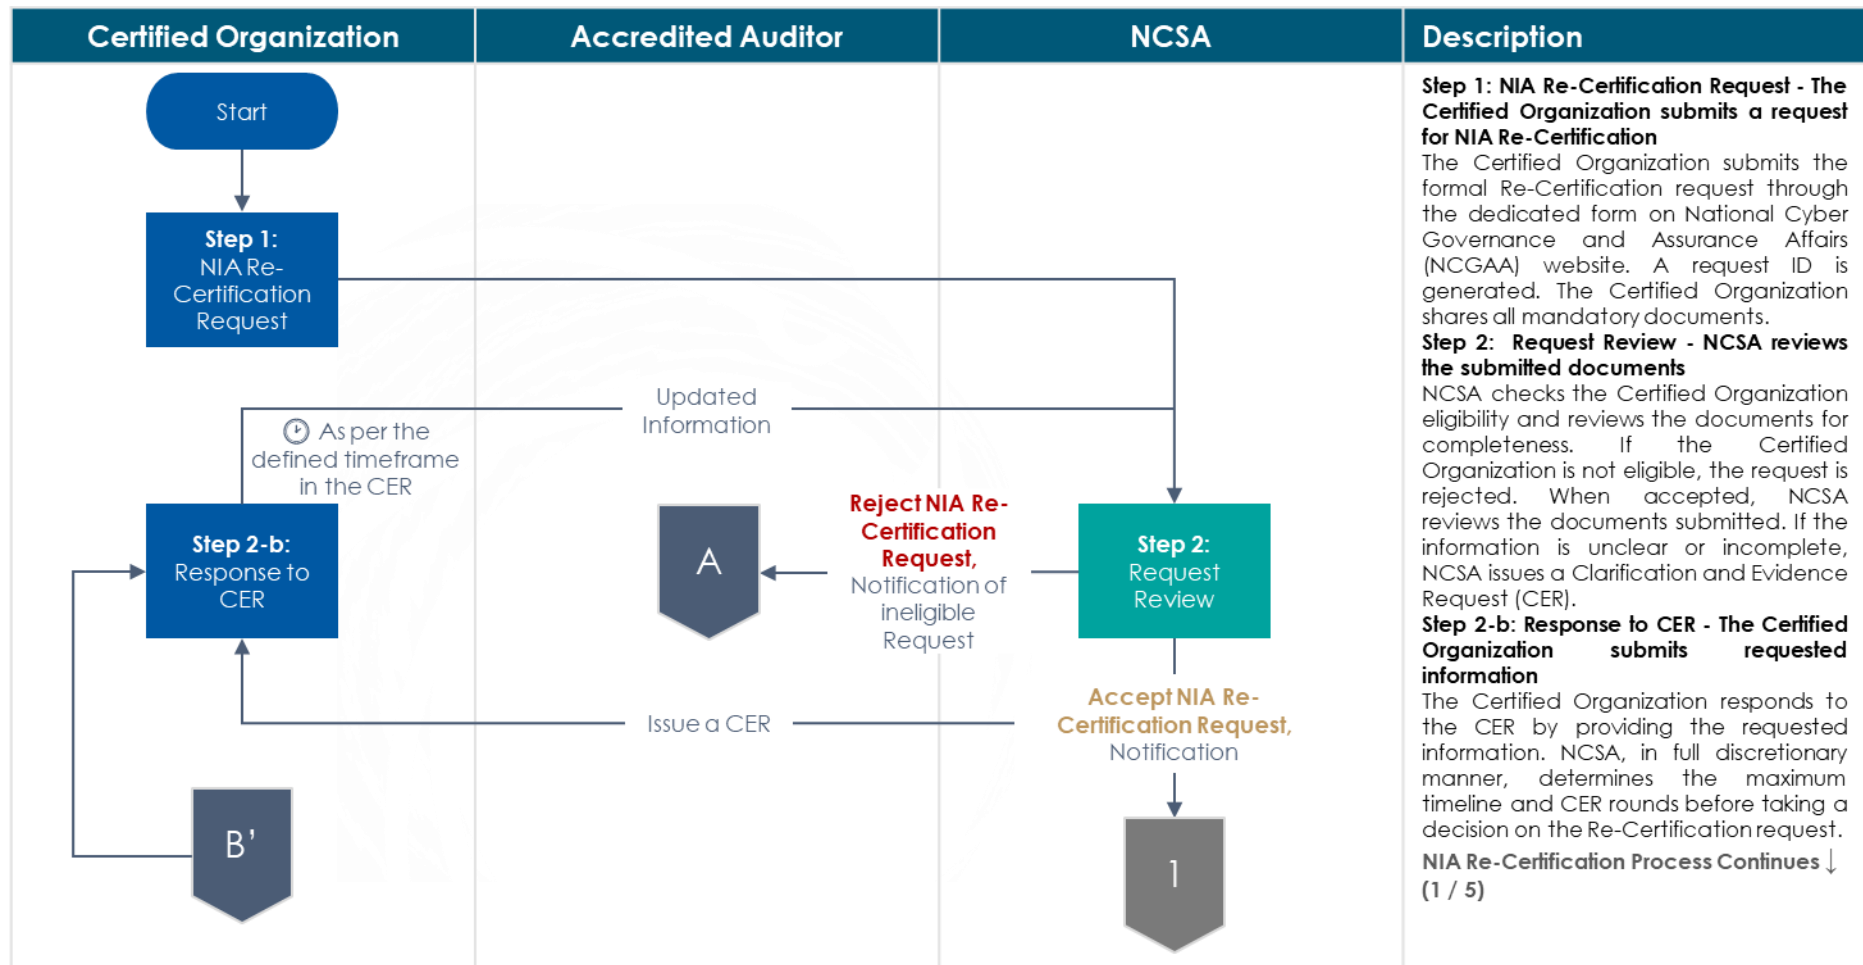 Certified Organization
Accredited Auditor
NCSA
Description
Start
Step 1:
NIA Re-
Certification
Request
Updated
Information
As per the
defined timeframe
in the CER
Step 2-b:
Response to
CER
A
Reject NIA Re-
Certification
Request,
Notification of
ineligible
Request
Step 2:
Request
Review
Issue a CER
Accept NIA Re-
Certification Request,
Notification
B'
1
Step 1: NIA Re-Certification Request - The
Certified Organization submits a request
for NIA Re-Certification
The Certified Organization submits the
formal Re-Certification request through
the dedicated form on National Cyber
Governance and Assurance Affairs
(NCGAA) website. A request ID is
generated. The Certified Organization
shares all mandatory documents.
Step 2: Request Review - NCSA reviews
the submitted documents
NCSA checks the Certified Organization
eligibility and reviews the documents for
completeness. If the Certified
Organization is not eligible, the request is
rejected. When accepted, NCSA
reviews the documents submitted. If the
information is unclear or incomplete,
NCSA issues a Clarification and Evidence
Request (CER).
Step 2-b: Response to CER - The Certified
Organization submits requested
information
The Certified Organization responds to
the CER by providing the requested
information. NCSA, in full discretionary
manner, determines the maximum
timeline and CER rounds before taking a
decision on the Re-Certification request.
NIA Re-Certification Process Continues ↓
(1 / 5)